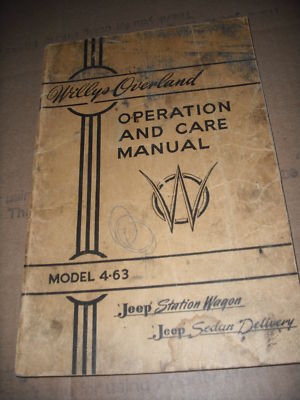 Willys-Overland
OPERATION
AND CARE
MANUAL
W
MODEL 4-63
Jeep Station Wagon
Jeep Sedan Delivery